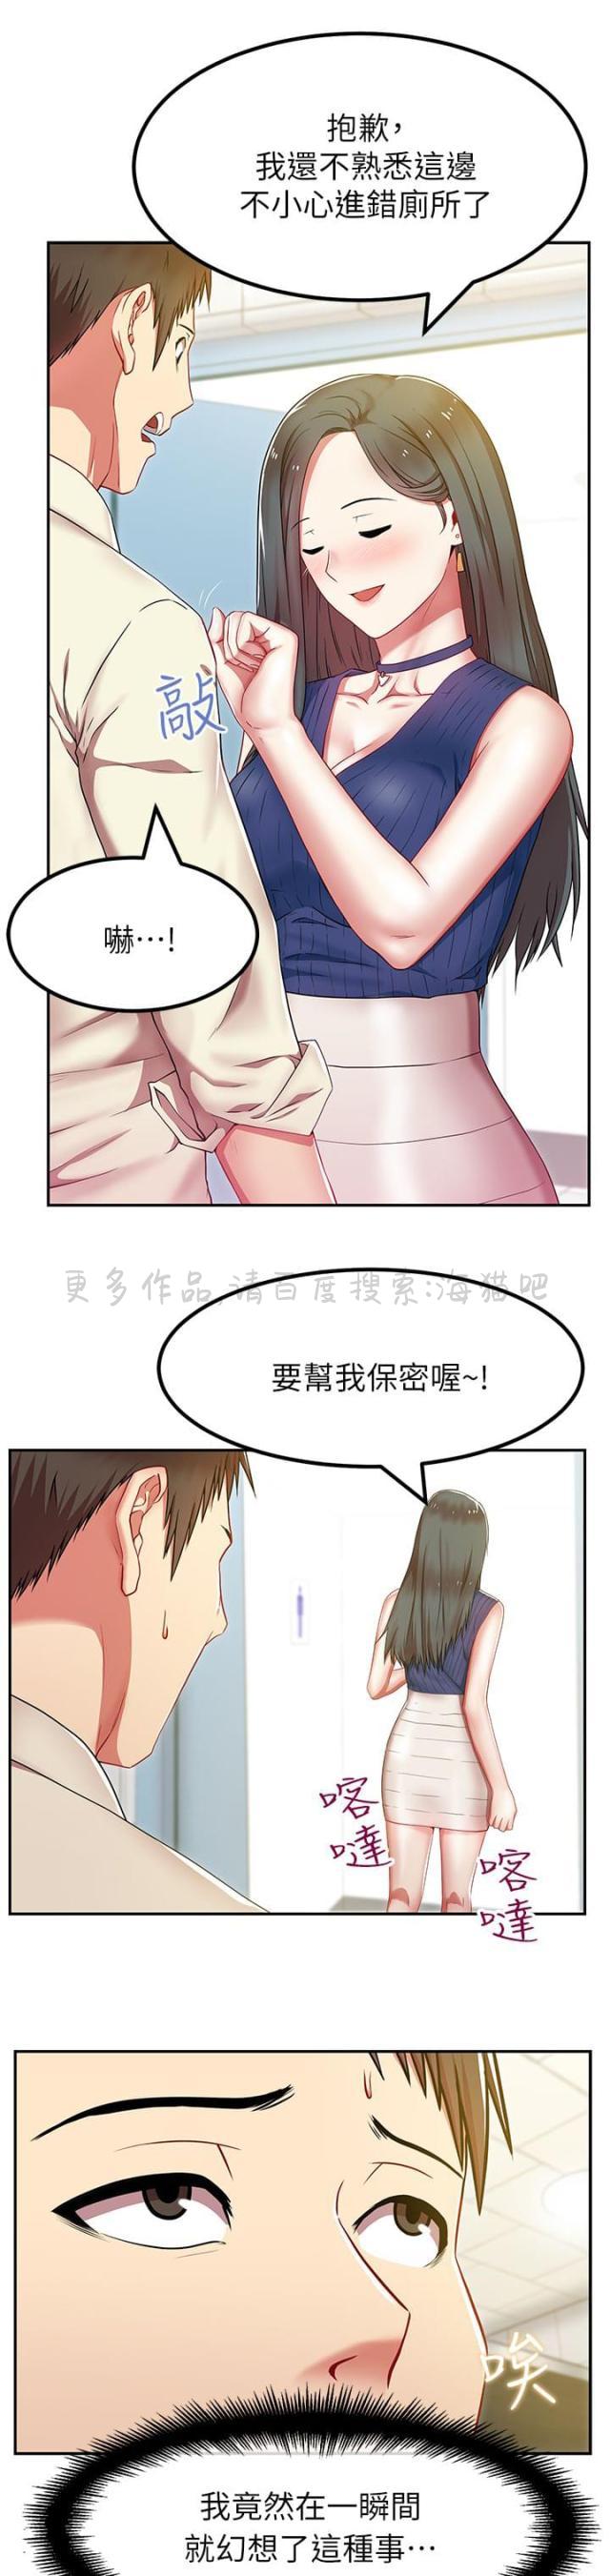 抱歉，
我還不熟悉這邊
不小心進錯廁所了
敲
嚇⋯!
更多作品,请百度搜索:海猫吧
要幫我保密喔~!
喀
噠
喀
噠
唉
我竟然在一瞬間
就幻想了這種事⋯